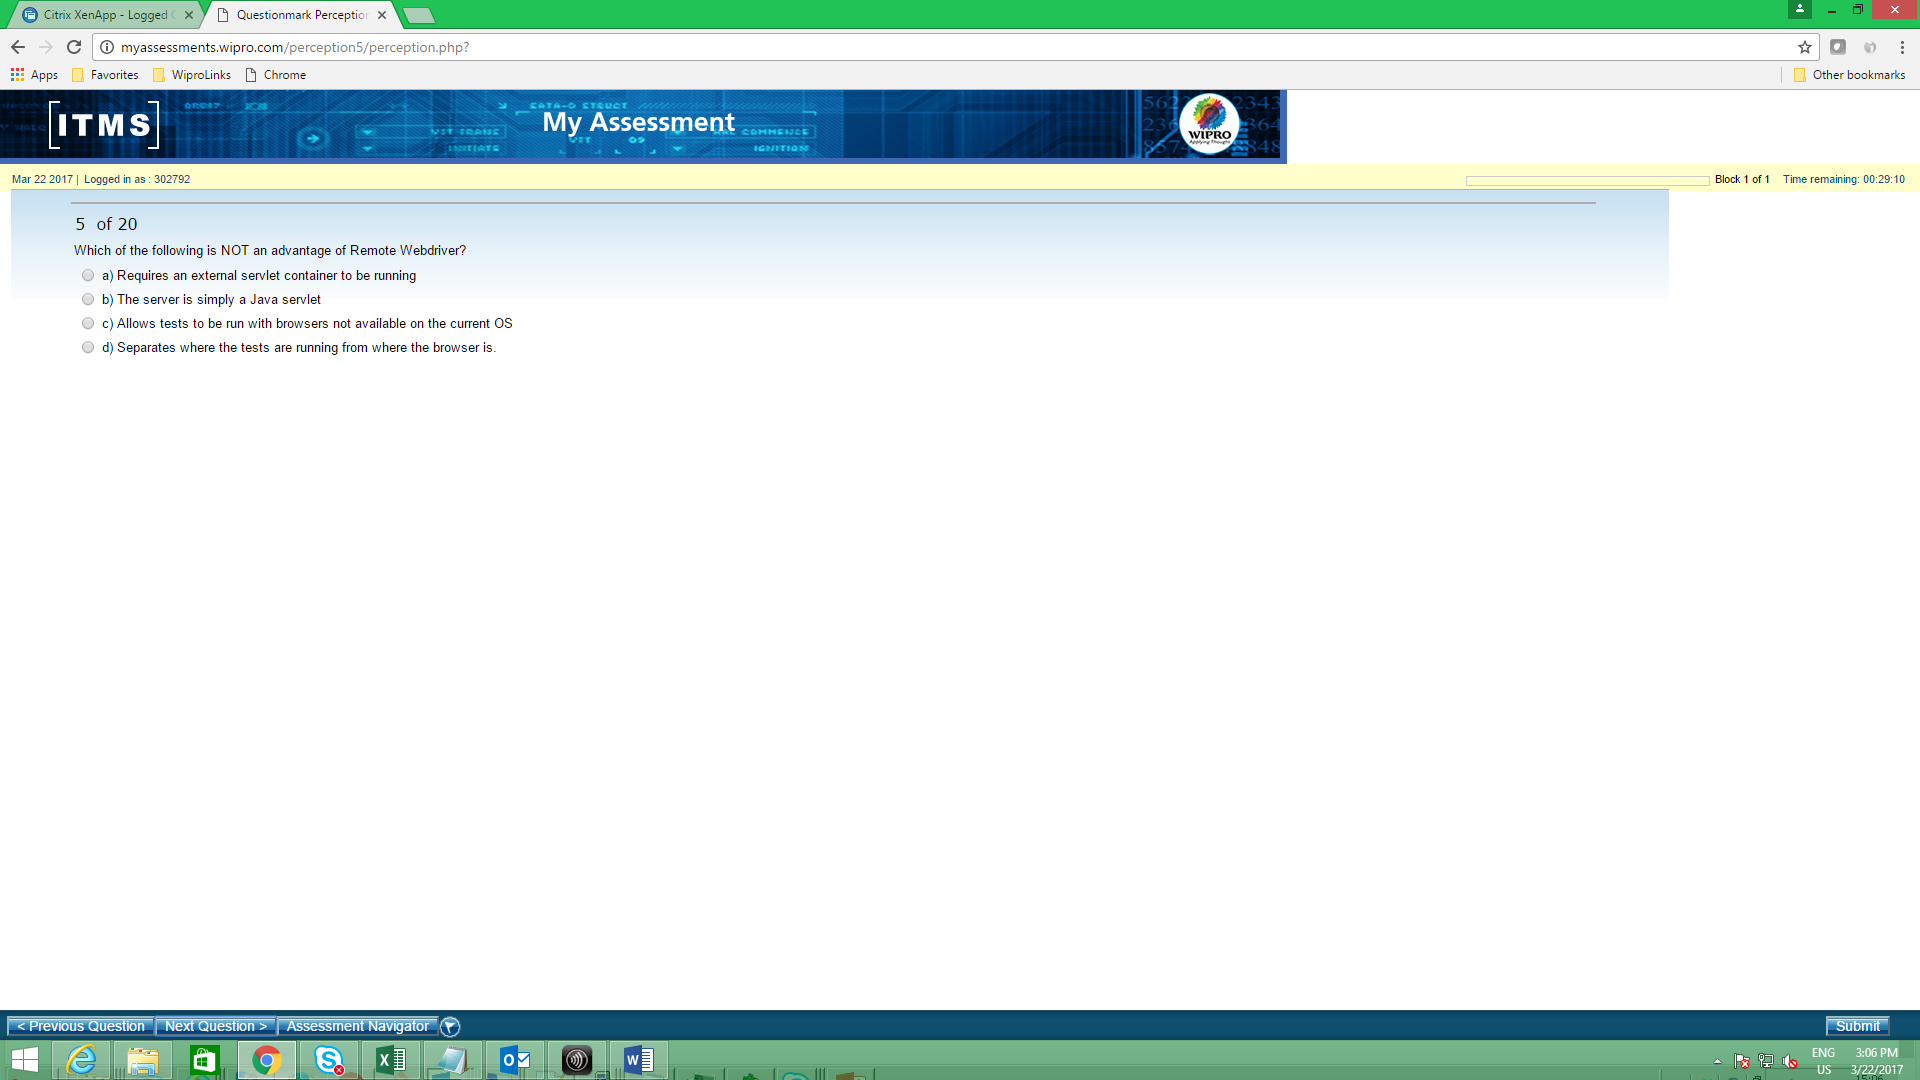 Citrix XenApp - Logged
Questionmark Perception
myassessments.wipro.com/perception5/perception.php?
Apps
Favorites
WiproLinks
Chrome
Other bookmarks
ITMS
My Assessment
WIPRO
Applying Thought
Mar 22 2017 | Logged in as : 302792
Block 1 of 1
Time remaining: 00:29:10
5 of 20
Which of the following is NOT an advantage of Remote Webdriver?
a) Requires an external servlet container to be running
b) The server is simply a Java servlet
c) Allows tests to be run with browsers not available on the current OS
d) Separates where the tests are running from where the browser is.
< Previous Question
Next Question >
Assessment Navigator
Submit
ENG
3:06 PM
US
3/22/2017